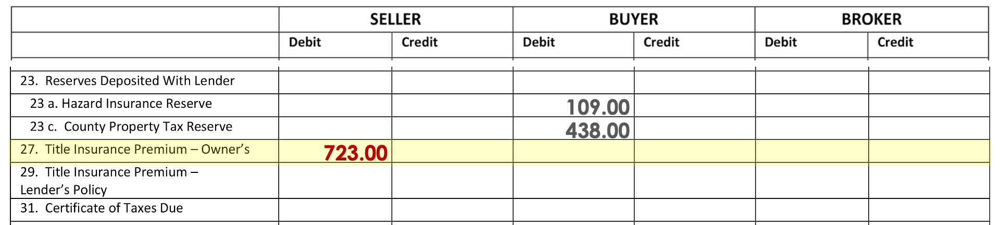 SELLER BUYER BROKER
Debit Credit Debit Credit Debit Credit
23. Reserves Deposited With Lender
23 a. Hazard Insurance Reserve 109.00
23 c. County Property Tax Reserve 438.00
27. Title Insurance Premium – Owner’s 723.00
29. Title Insurance Premium –
Lender’s Policy
31. Certificate of Taxes Due